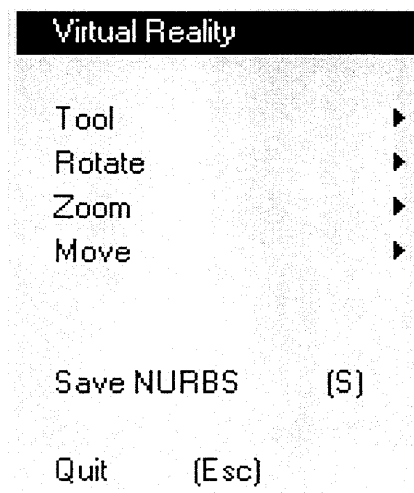 Virtual Reality
Tool
Rotate
Zoom
Move
Save NURBS (S)
Quit (Esc)